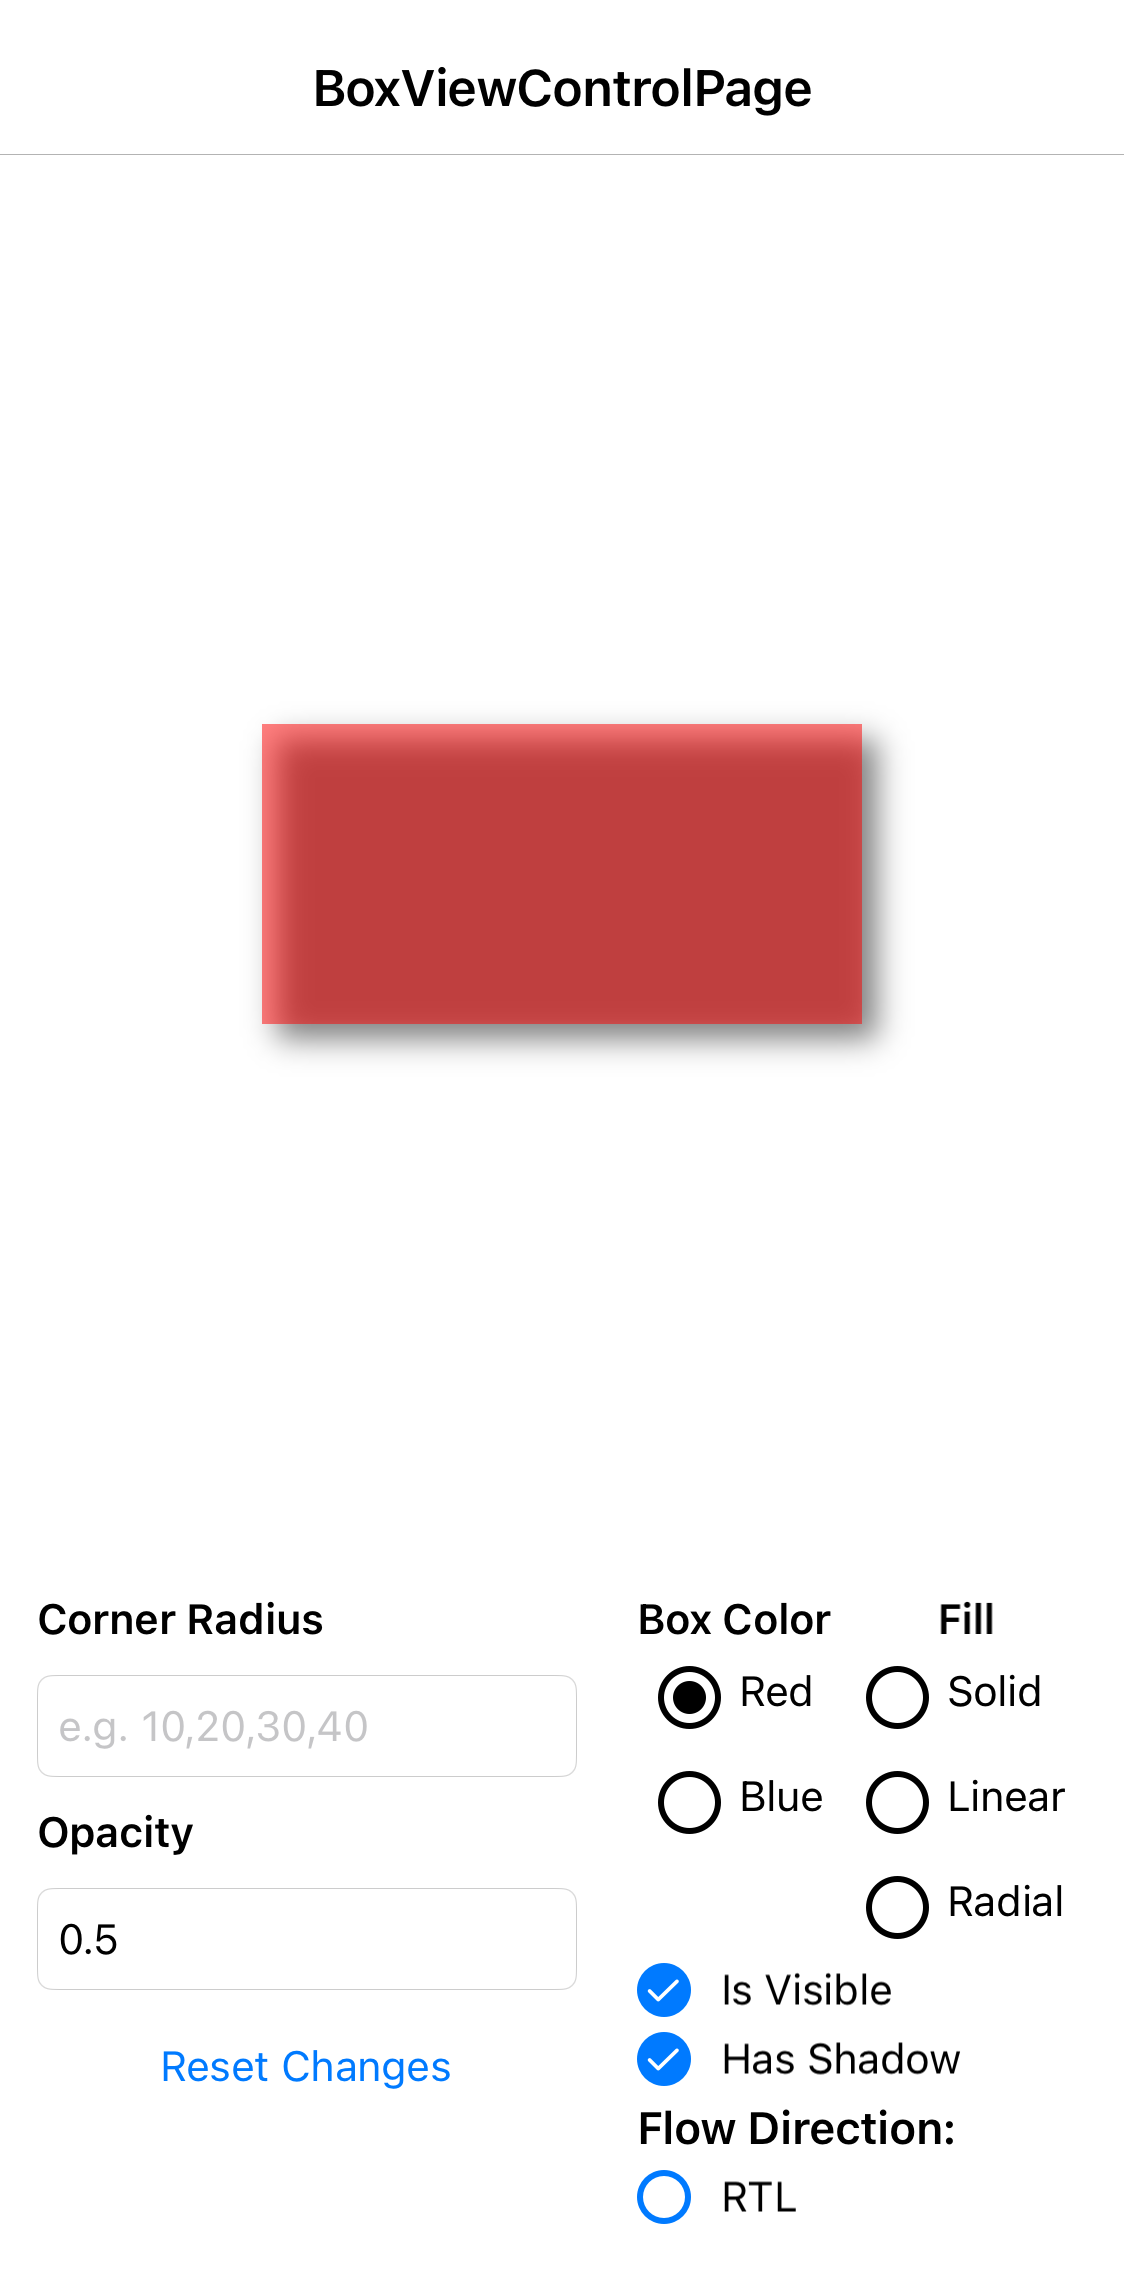 BoxViewControlPage
Corner Radius
e.g. 10,20,30,40
Opacity
0.5
Reset Changes
Box Color
Fill
Red
Solid
Blue
Linear
Radial
Is Visible
Has Shadow
Flow Direction:
RTL